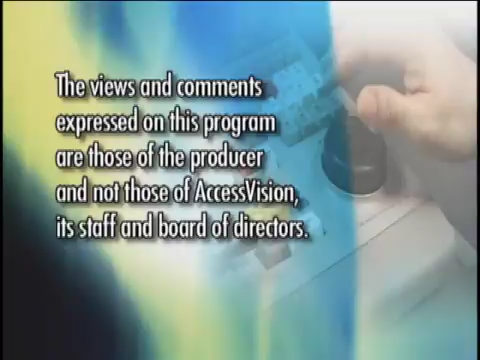 The views and comments
expressed on this program
are those of the producer
and not those of AccessVision,
its staff and board of directors.